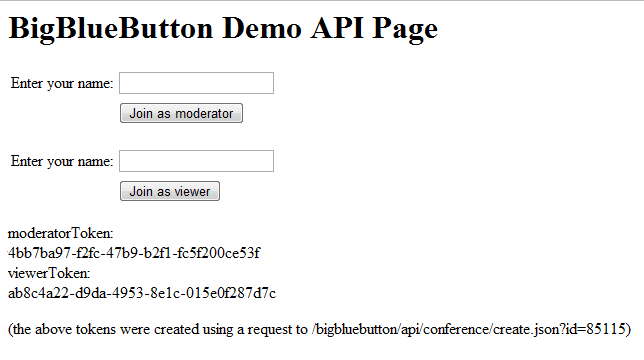 BigBlueButton Demo API Page
Enter your name:
Join as moderator
Enter your name:
Join as viewer
moderatorToken:
4bb7ba97-f2fc-47b9-b2f1-fc5f200ce53f
viewerToken:
ab8c4a22-d9da-4953-8e1c-015e0f287d7c
(the above tokens were created using a request to /bigbluebutton/api/conference/create.json?id=85115)